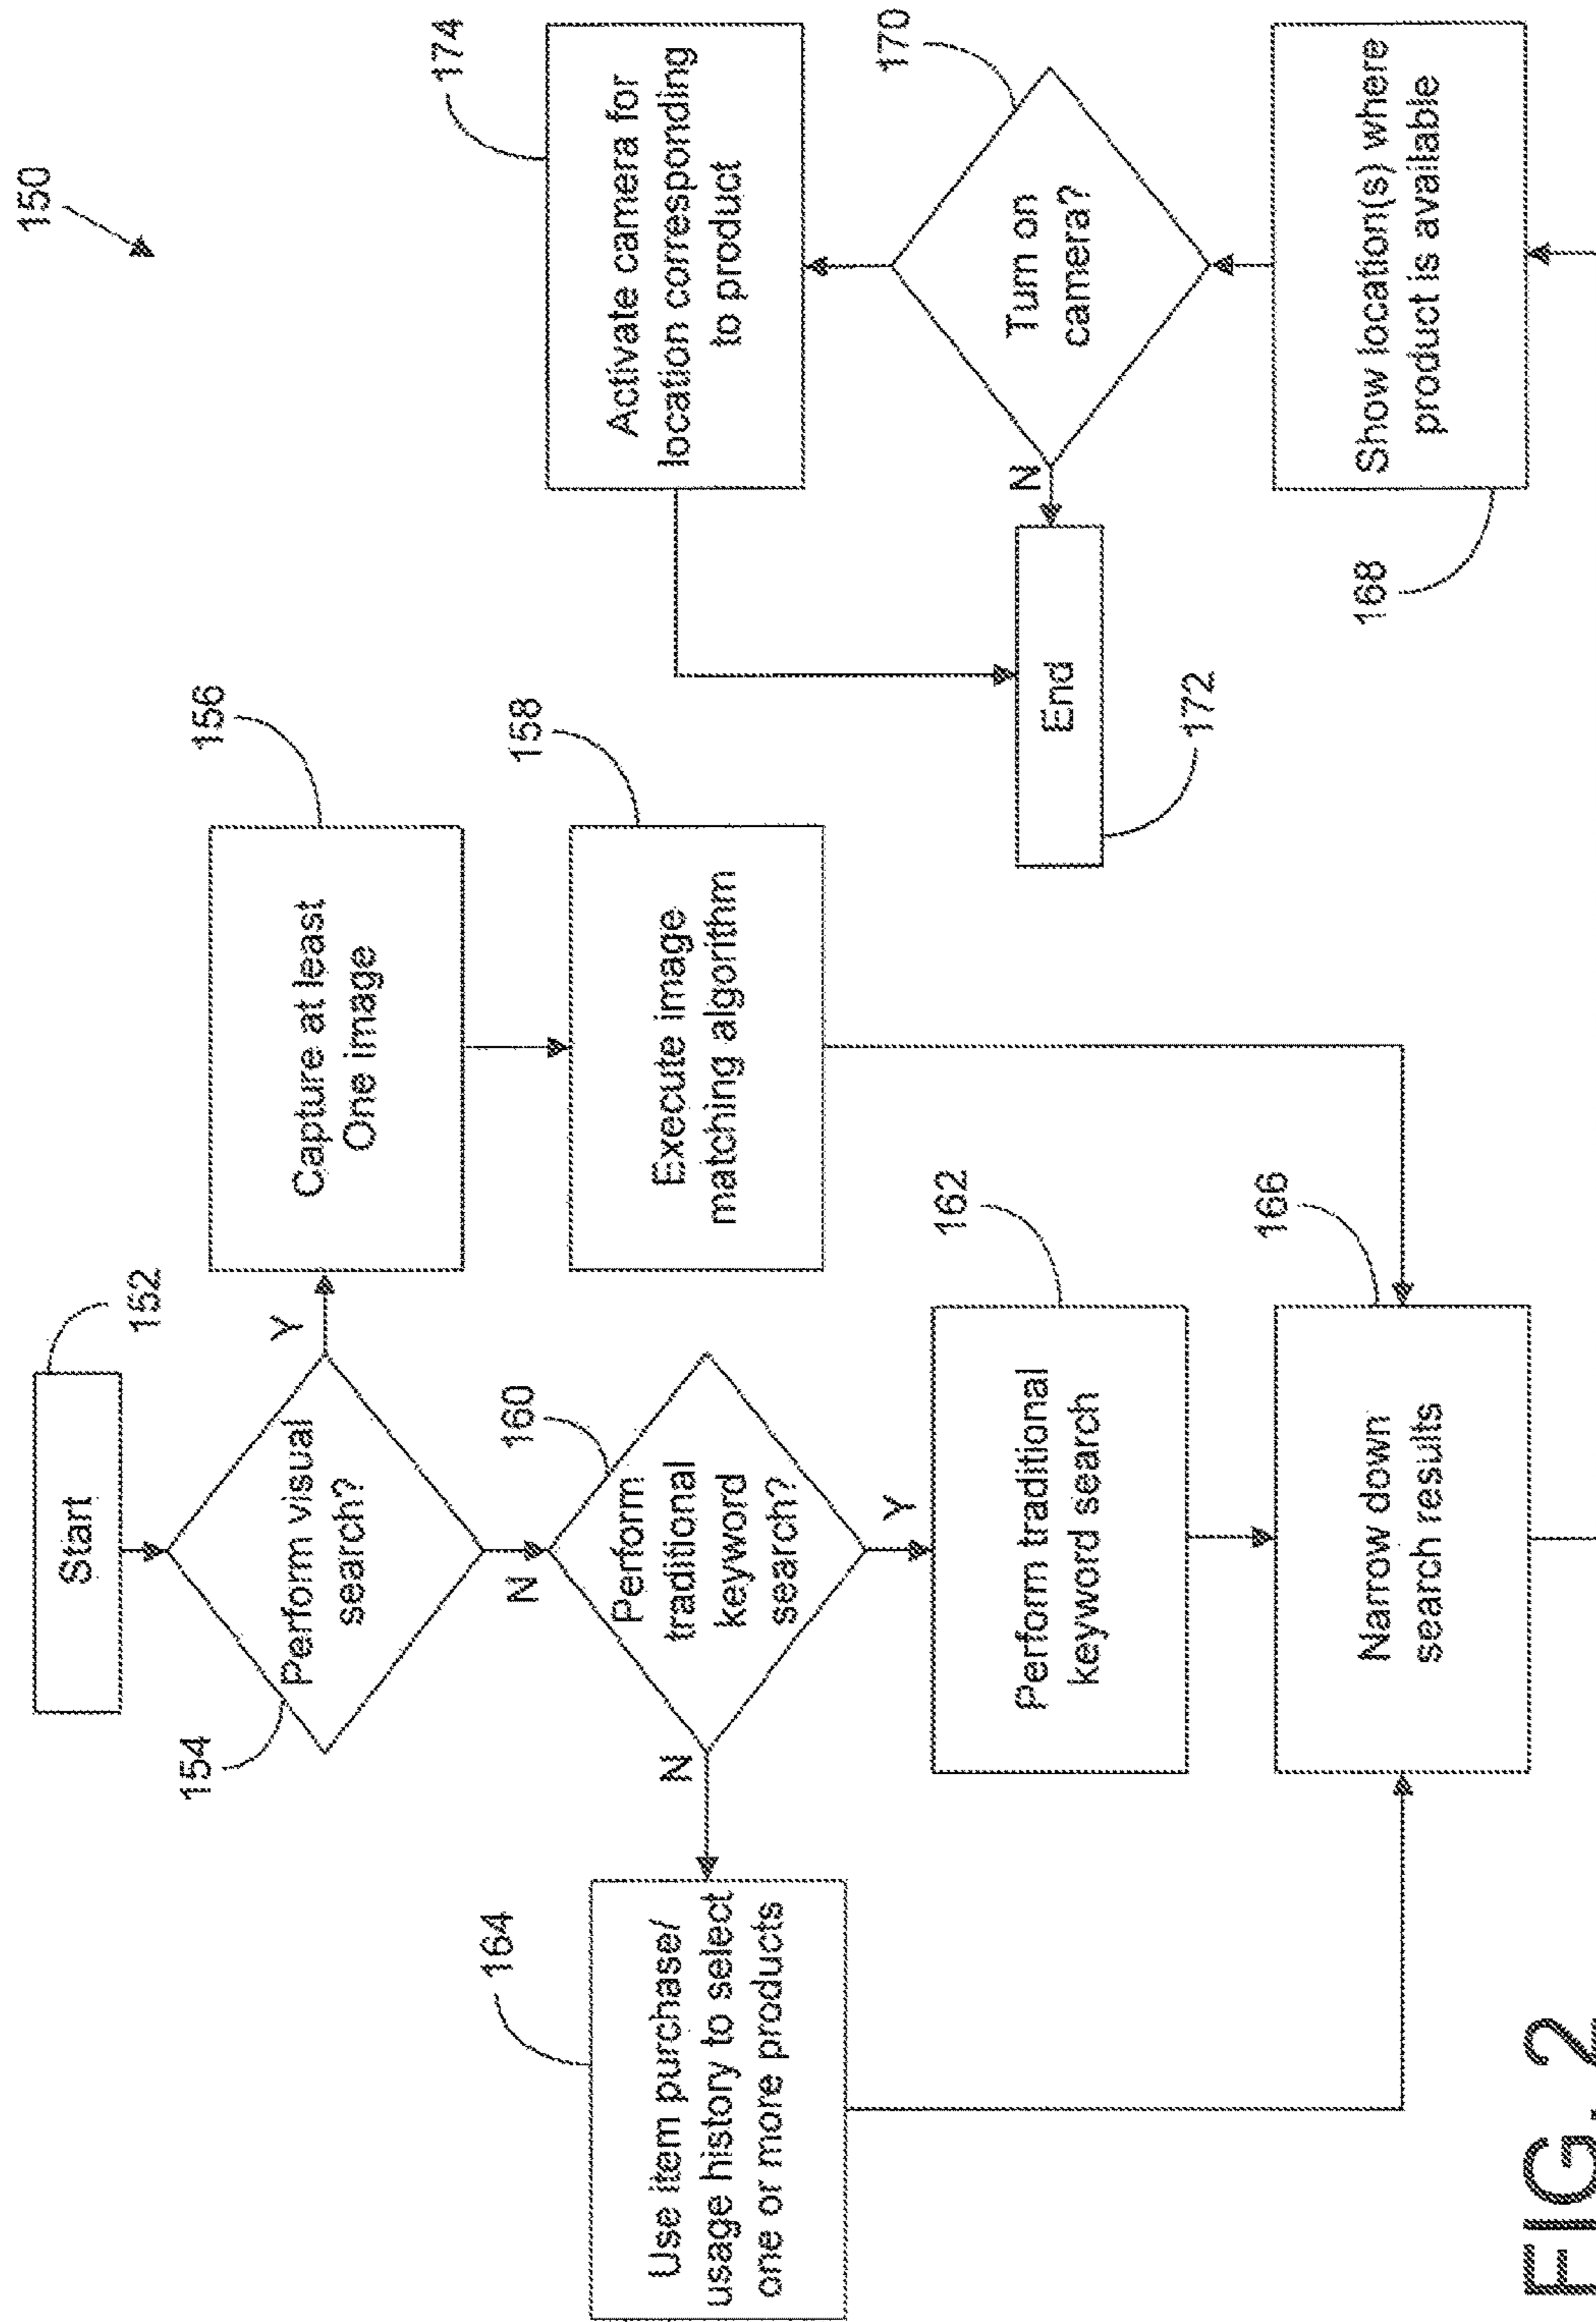 150
Start
152
154
Perform visual
search?
Y
N
Capture at least
One image
156
Execute image
matching algorithm
158
160
Perform
traditional
keyword
search?
N
Y
Use item purchase/
usage history to select
one or more products
164
Perform traditional
keyword search
162
Narrow down
search results
166
Show location(s) where
product is available
168
Turn on
camera?
170
N
End
172
Activate camera for
location corresponding
to product
174
FIG. 2